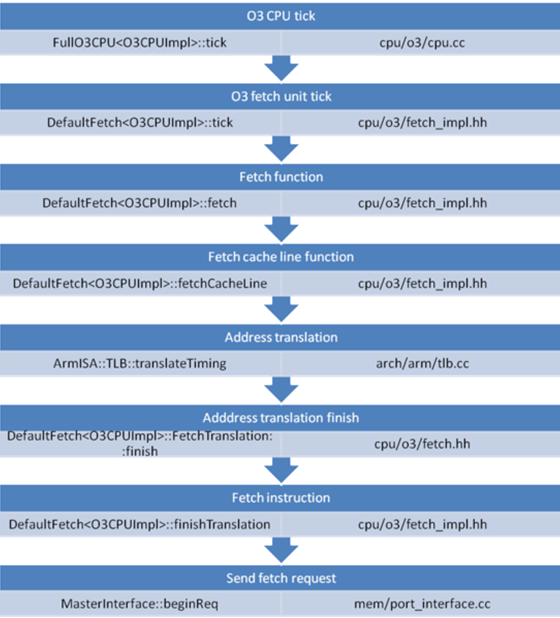 O3 CPU tick
FullO3CPU<O3CPUImpl>::tick cpu/o3/cpu.cc
O3 fetch unit tick
DefaultFetch<O3CPUImpl>::tick cpu/o3/fetch_impl.hh
Fetch function
DefaultFetch<O3CPUImpl>::fetch cpu/o3/fetch_impl.hh
Fetch cache line function
DefaultFetch<O3CPUImpl>::fetchCacheLine cpu/o3/fetch_impl.hh
Address translation
ArmISA::TLB::translateTiming arch/arm/tlb.cc
Adddress translation finish
DefaultFetch<O3CPUImpl>::FetchTranslation:
:finish cpu/o3/fetch.hh
Fetch instruction
DefaultFetch<O3CPUImpl>::finishTranslation cpu/o3/fetch_impl.hh
Send fetch request
MasterInterface::beginReq mem/port_interface.cc